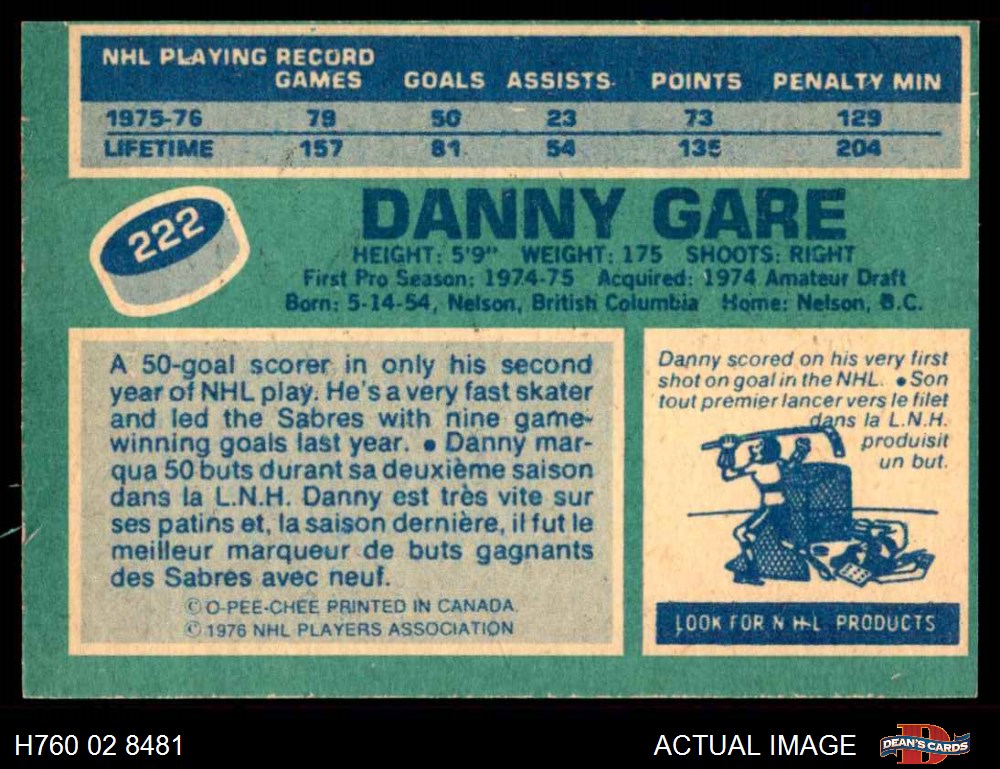 NHL PLAYING RECORD
GAMES GOALS ASSISTS POINTS PENALTY MIN
1975-76 79 50 23 73 129
LIFETIME 157 81 54 135 204
222
DANNY GARE
HEIGHT: 5'9" WEIGHT: 175 SHOOTS: RIGHT
First Pro Season: 1974-75 Acquired: 1974 Amateur Draft
Born: 5-14-54, Nelson, British Columbia Home: Nelson, B.C.
A 50-goal scorer in only his second
year of NHL play. He's a very fast skater
and led the Sabres with nine game-
winning goals last year. • Danny mar-
qua 50 buts durant sa deuxième saison
dans la L.N.H. Danny est très vite sur
ses patins et, la saison dernière, il fut le
meilleur marqueur de buts gagnants
des Sabres avec neuf.
© O-PEE-CHEE PRINTED IN CANADA
© 1976 NHL PLAYERS ASSOCIATION
Danny scored on his very first
shot on goal in the NHL. • Son
tout premier lancer vers le filet
dans la L.N.H.
produisit
un but.
LOOK FOR NHL PRODUCTS
H760 02 8481
ACTUAL IMAGE
DEAN'S CARDS